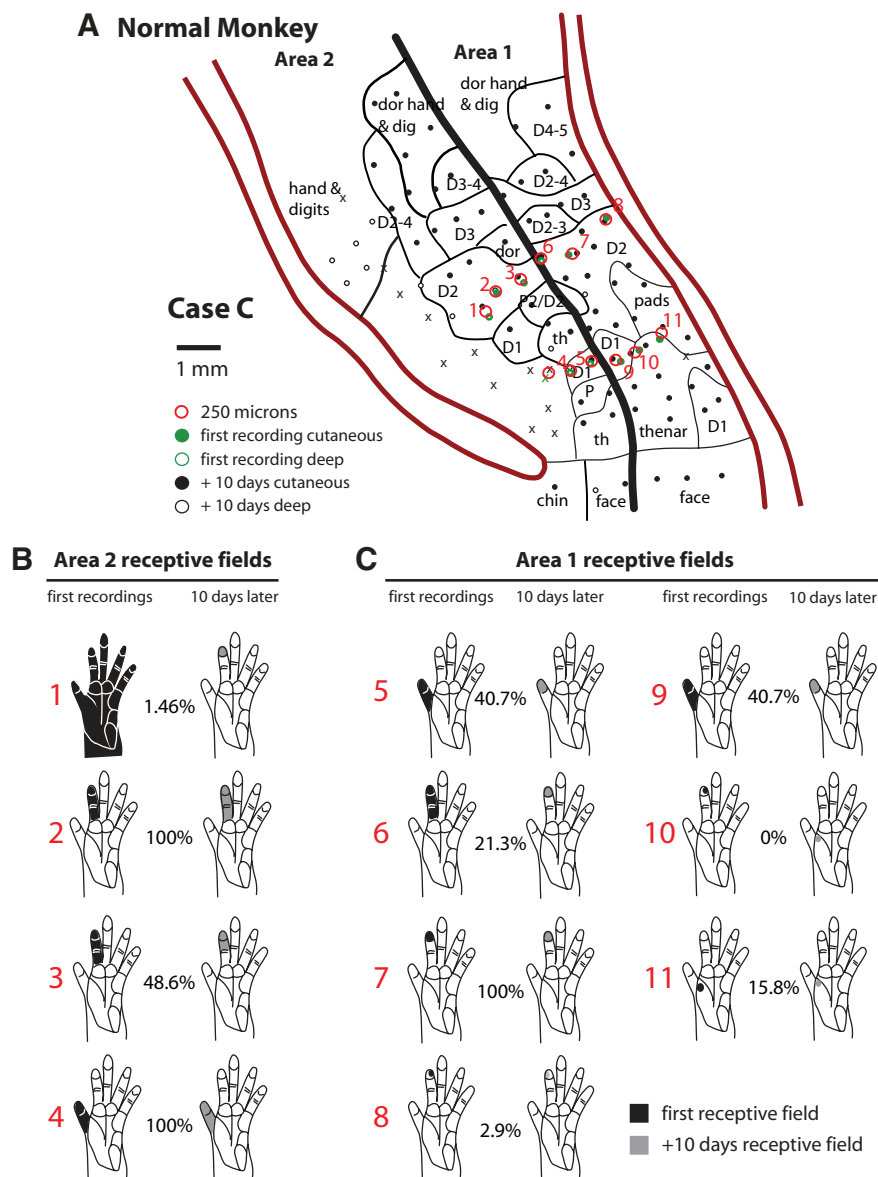 A Normal Monkey
Area 2
Area 1
dor hand
& dig
dor hand
& dig
D4-5
D3-4
D2-4
hand &
digits
D2-4
D3
D3
D2-3
8
dor
6
7
D2
D2
2
3
Case C
1
P2/D2
pads
11
1 mm
D1
th
D1
10
4
5
D1
9
P
th
thenar
D1
chin
face
face
250 microns
first recording cutaneous
first recording deep
+ 10 days cutaneous
+ 10 days deep
B
Area 2 receptive fields
first recordings
10 days later
1
1.46%
2
100%
3
48.6%
4
100%
C
Area 1 receptive fields
first recordings
10 days later
first recordings
10 days later
5
40.7%
9
40.7%
6
21.3%
10
0%
7
100%
11
15.8%
8
2.9%
first receptive field
+10 days receptive field